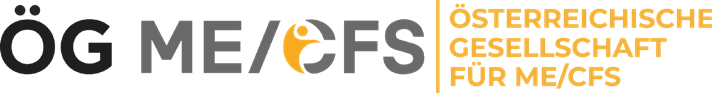 ÖG ME/CFS
ÖSTERREICHISCHE
GESELLSCHAFT
FÜR ME/CFS